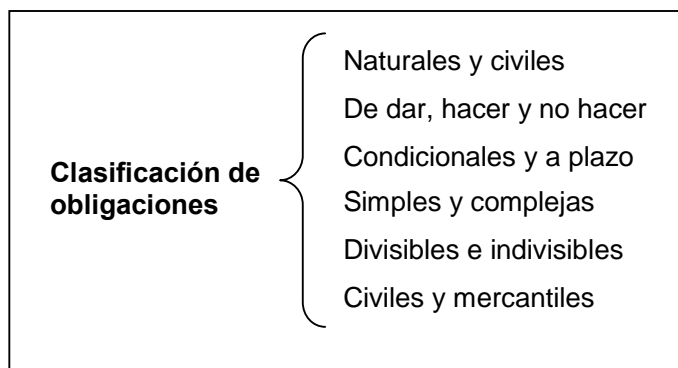 Clasificación de
obligaciones
Naturales y civiles
De dar, hacer y no hacer
Condicionales y a plazo
Simples y complejas
Divisibles e indivisibles
Civiles y mercantiles